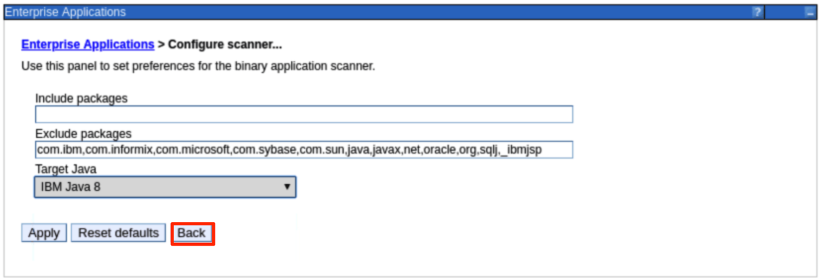 Enterprise Applications ? –
Enterprise Applications > Configure scanner...
Use this panel to set preferences for the binary application scanner.
Include packages
Exclude packages
com.ibm,com.informix,com.microsoft,com.sybase,com.sun,java,javax,net,oracle,org,sqlj,_ibmjsp
Target Java
IBM Java 8
Apply Reset defaults Back